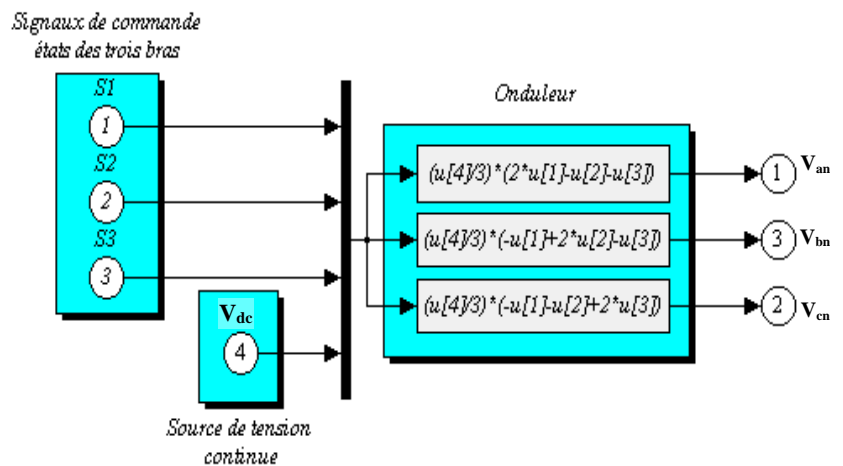 Signaux de commande
états des trois bras
S1
1
S2
2
S3
3
Vdc
4
Source de tension
continue
Onduleur
(u[4]/3)*(2*u[1]-u[2]-u[3])
(u[4]/3)*(-u[1]+2*u[2]-u[3])
(u[4]/3)*(-u[1]-u[2]+2*u[3])
1 Van
3 Vbn
2 Vcn